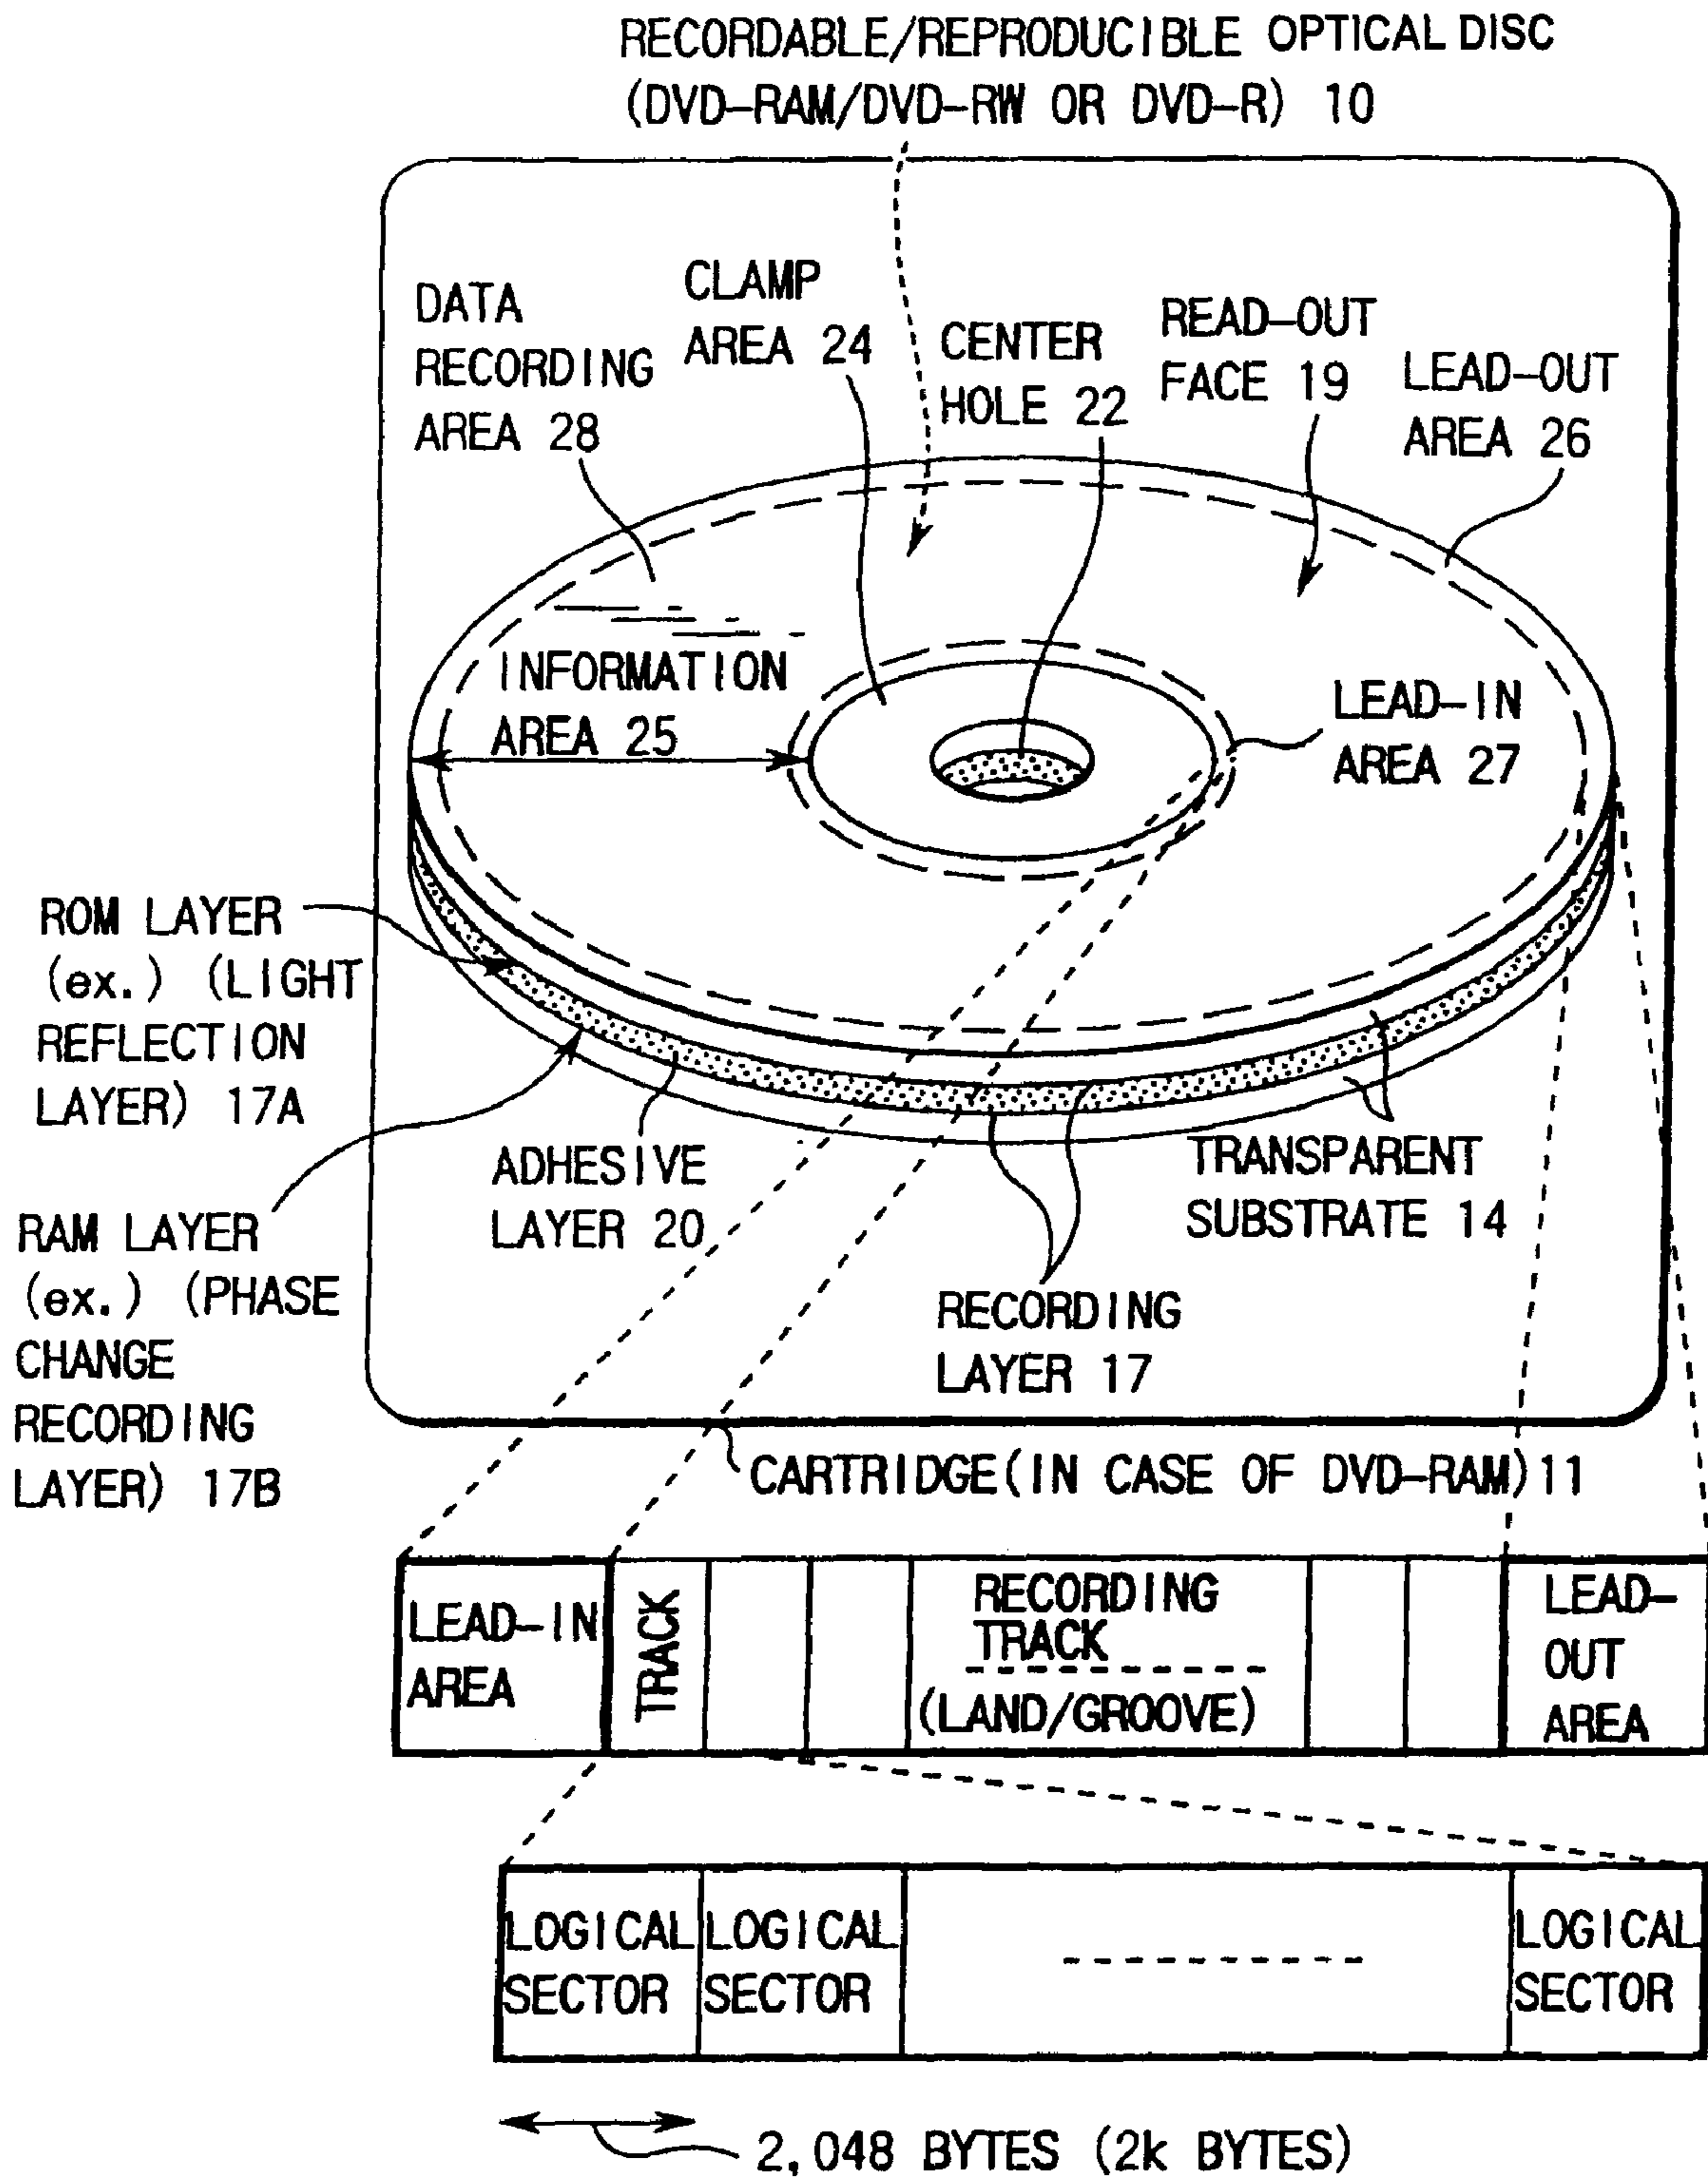 RECORDABLE/REPRODUCIBLE OPTICAL DISC
(DVD-RAM/DVD-RW OR DVD-R) 10
DATA
RECORDING
AREA 28
CLAMP
AREA 24
CENTER
HOLE 22
READ-OUT
FACE 19
LEAD-OUT
AREA 26
INFORMATION
AREA 25
LEAD-IN
AREA 27
ROM LAYER
(ex.) (LIGHT
REFLECTION
LAYER) 17A
ADHESIVE
LAYER 20
TRANSPARENT
SUBSTRATE 14
RAM LAYER
(ex.) (PHASE
CHANGE
RECORDING
LAYER) 17B
RECORDING
LAYER 17
CARTRIDGE(IN CASE OF DVD-RAM)11
LEAD-IN
AREA
TRACK
RECORDING
TRACK
(LAND/GROOVE)
LEAD-
OUT
AREA
LOGICAL
SECTOR
LOGICAL
SECTOR
LOGICAL
SECTOR
2,048 BYTES (2k BYTES)